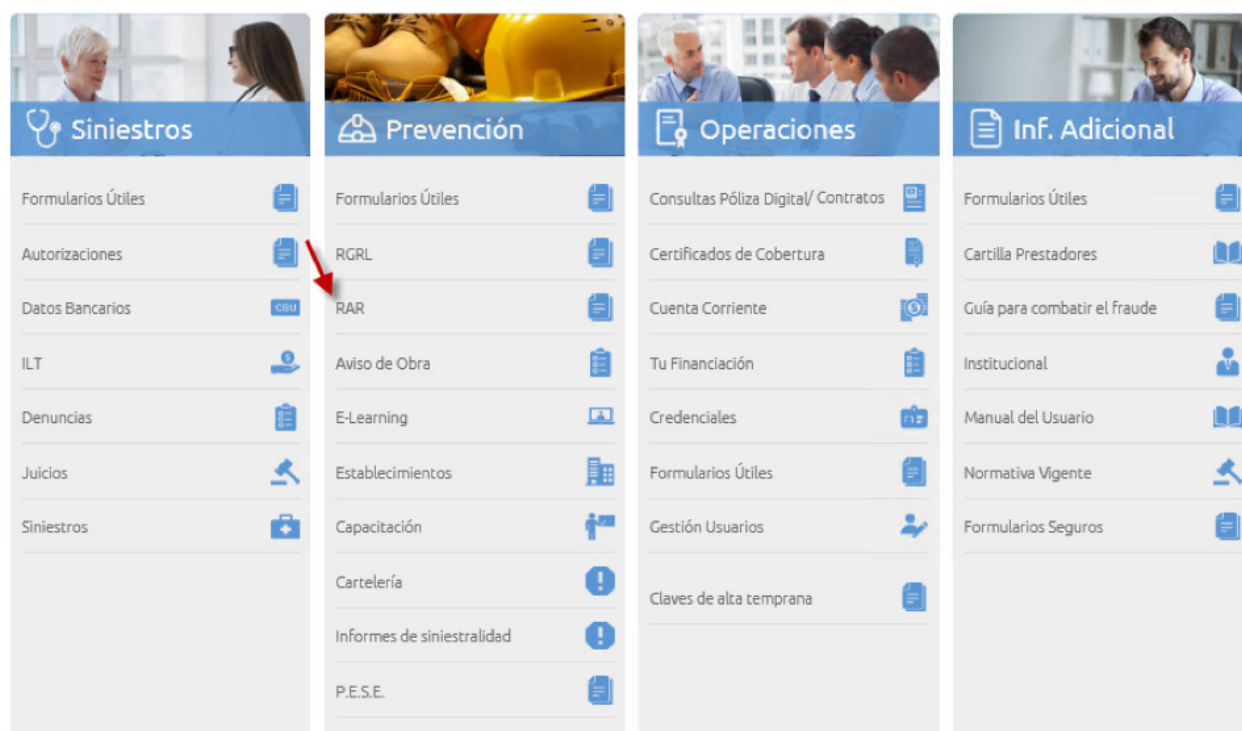 Siniestros
Formularios Útiles
Autorizaciones
Datos Bancarios
CBU
ILT
Denuncias
Juicios
Siniestros
Prevención
Formularios Útiles
RGRL
RAR
Aviso de Obra
E-Learning
Establecimientos
Capacitación
Cartelería
Informes de siniestralidad
P.E.S.E.
Operaciones
Consultas Póliza Digital/ Contratos
Certificados de Cobertura
Cuenta Corriente
Tu Financiación
Credenciales
Formularios Útiles
Gestión Usuarios
Claves de alta temprana
Inf. Adicional
Formularios Útiles
Cartilla Prestadores
Guía para combatir el fraude
Institucional
Manual del Usuario
Normativa Vigente
Formularios Seguros